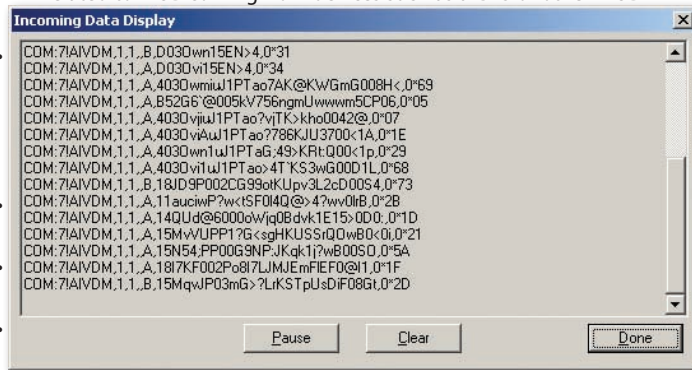 Incoming Data Display
COM:7!AIVDM,1,1,,B,D03Own15EN>4,0*31
COM:7!AIVDM,1,1,,A,D03Ovi15EN>4,0*34
COM:7!AIVDM,1,1,,A,403OwmiuJ1PTao7AK@KWGmG008H<,0*69
COM:7!AIVDM,1,1,,A,B52G6`@005kV756ngmUwwwm5CP06,0*05
COM:7!AIVDM,1,1,,A,403OvjiuJ1PTao?vjTK>kho0042@,0*07
COM:7!AIVDM,1,1,,A,403OviAuJ1PTao?786KJU3700<1A,0*1E
COM:7!AIVDM,1,1,,A,403Own1uJ1PTaG;49>KRt:Q00<1p,0*29
COM:7!AIVDM,1,1,,A,403Ovi1uJ1PTao>4T`KS3wG00D1L,0*68
COM:7!AIVDM,1,1,,B,18JD9P002CG99otKUpv3L2cD00S4,0*73
COM:7!AIVDM,1,1,,A,11auciwP?w<tSF0l4Q@>4?wv0lrB,0*2B
COM:7!AIVDM,1,1,,A,14QUd@6000oWjq0Bdvk1E15>0D0:,0*1D
COM:7!AIVDM,1,1,,A,15MvVUPP1?G<sgHKUSSrQOwB0<0i,0*21
COM:7!AIVDM,1,1,,A,15N54;PP00G9NP:JKqk1j?wB00SO,0*5A
COM:7!AIVDM,1,1,,A,18I7KF002Po8I7LJMJEmFIEF0@I1,0*1F
COM:7!AIVDM,1,1,,B,15MqvJP03mG>?LrKSTpUsDiF08Gt,0*2D
Pause
Clear
Done